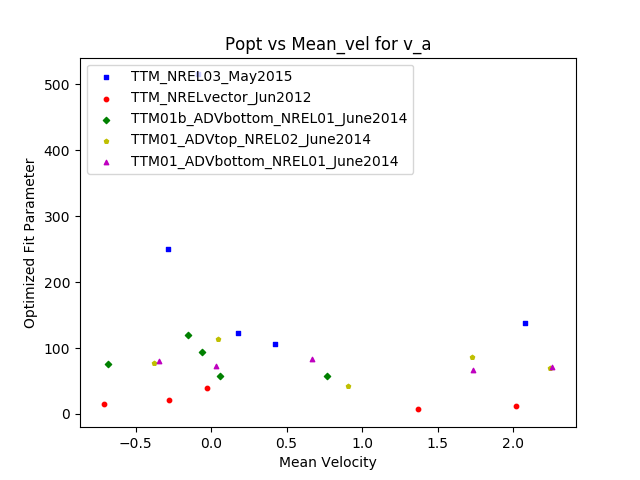 Popt vs Mean_vel for v_a
TTM_NREL03_May2015
TTM_NRELvector_Jun2012
TTM01b_ADVbottom_NREL01_June2014
TTM01_ADVtop_NREL02_June2014
TTM01_ADVbottom_NREL01_June2014
Optimized Fit Parameter
500
400
300
200
100
0
−0.5 0.0 0.5 1.0 1.5 2.0
Mean Velocity